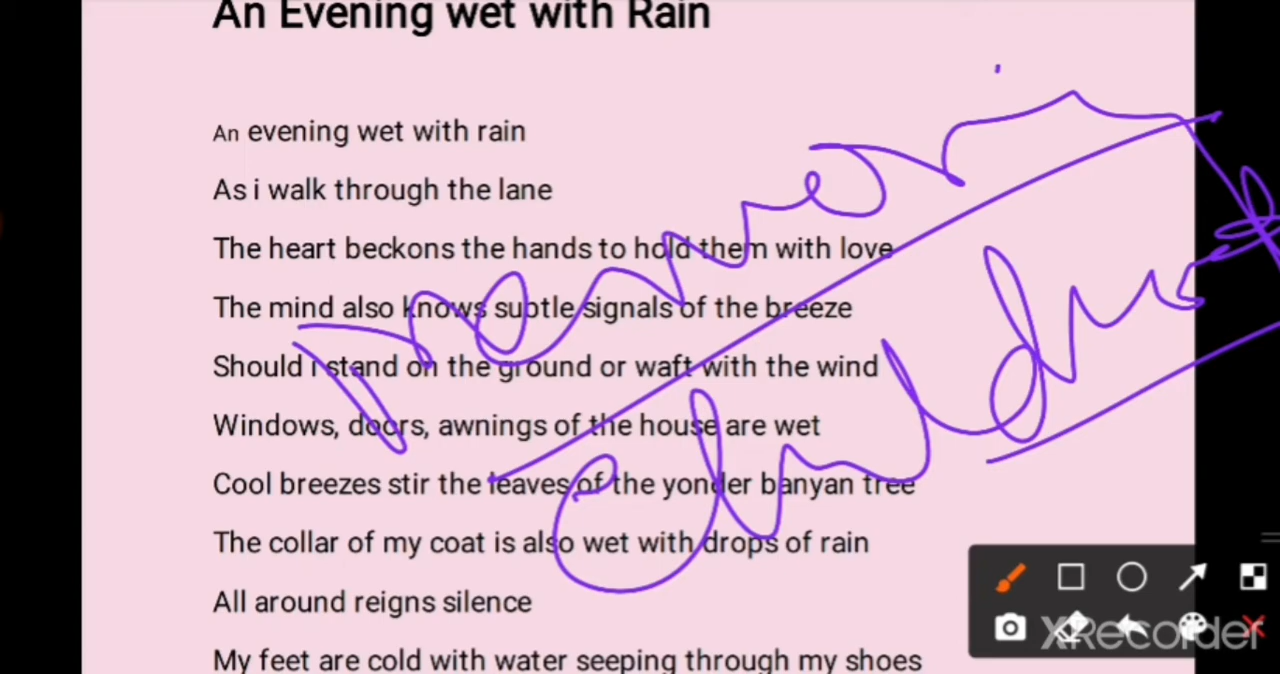 An Evening wet with Rain
An evening wet with rain
As i walk through the lane
The heart beckons the hands to hold them with love
The mind also knows subtle signals of the breeze
Should i stand on the ground or waft with the wind
Windows, doors, awnings of the house are wet
Cool breezes stir the leaves of the yonder banyan tree
The collar of my coat is also wet with drops of rain
All around reigns silence
My feet are cold with water seeping through my shoes
XRecorder